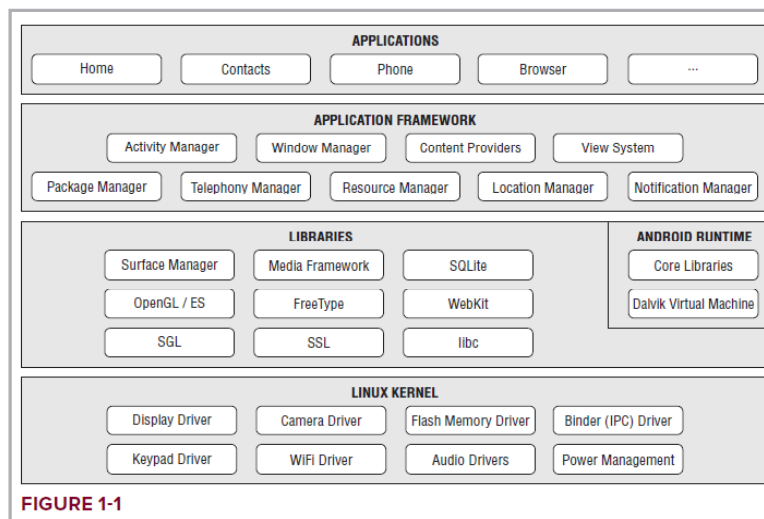 APPLICATIONS
Home Contacts Phone Browser ...
APPLICATION FRAMEWORK
Activity Manager Window Manager Content Providers View System
Package Manager Telephony Manager Resource Manager Location Manager Notification Manager
LIBRARIES
Surface Manager Media Framework SQLite
OpenGL / ES FreeType WebKit
SGL SSL libc
ANDROID RUNTIME
Core Libraries
Dalvik Virtual Machine
LINUX KERNEL
Display Driver Camera Driver Flash Memory Driver Binder (IPC) Driver
Keypad Driver WiFi Driver Audio Drivers Power Management
FIGURE 1-1